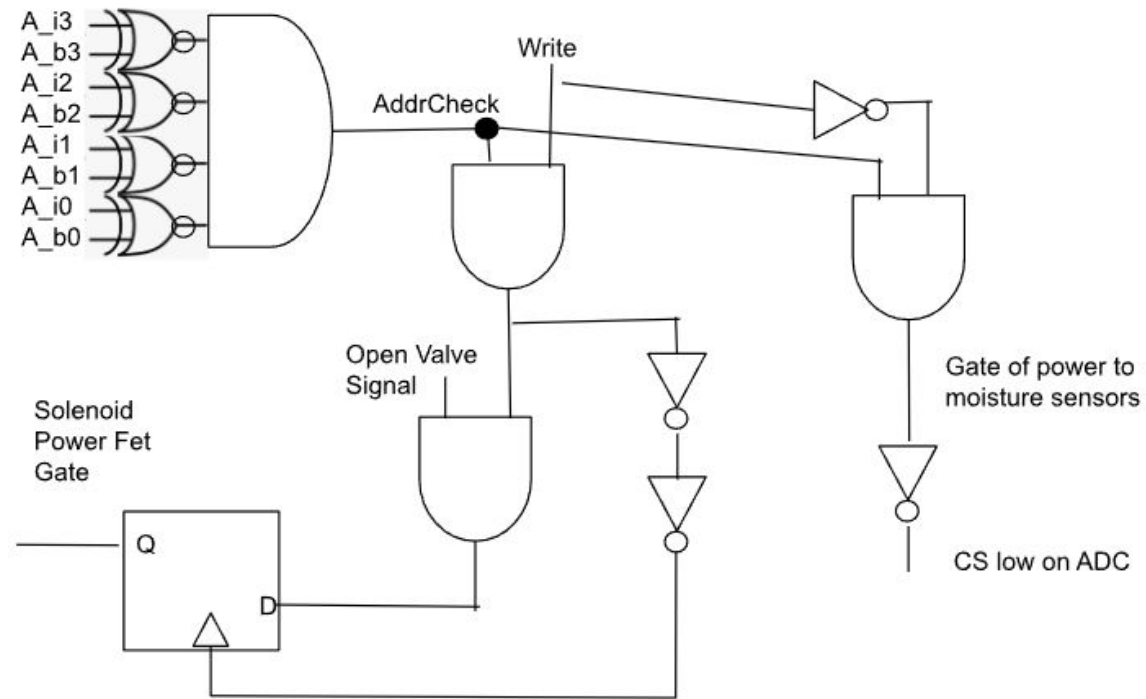 A_i3
A_b3
A_i2
A_b2
A_i1
A_b1
A_i0
A_b0
AddrCheck
Write
Open Valve
Signal
Gate of power to
moisture sensors
Solenoid
Power Fet
Gate
Q
D
CS low on ADC